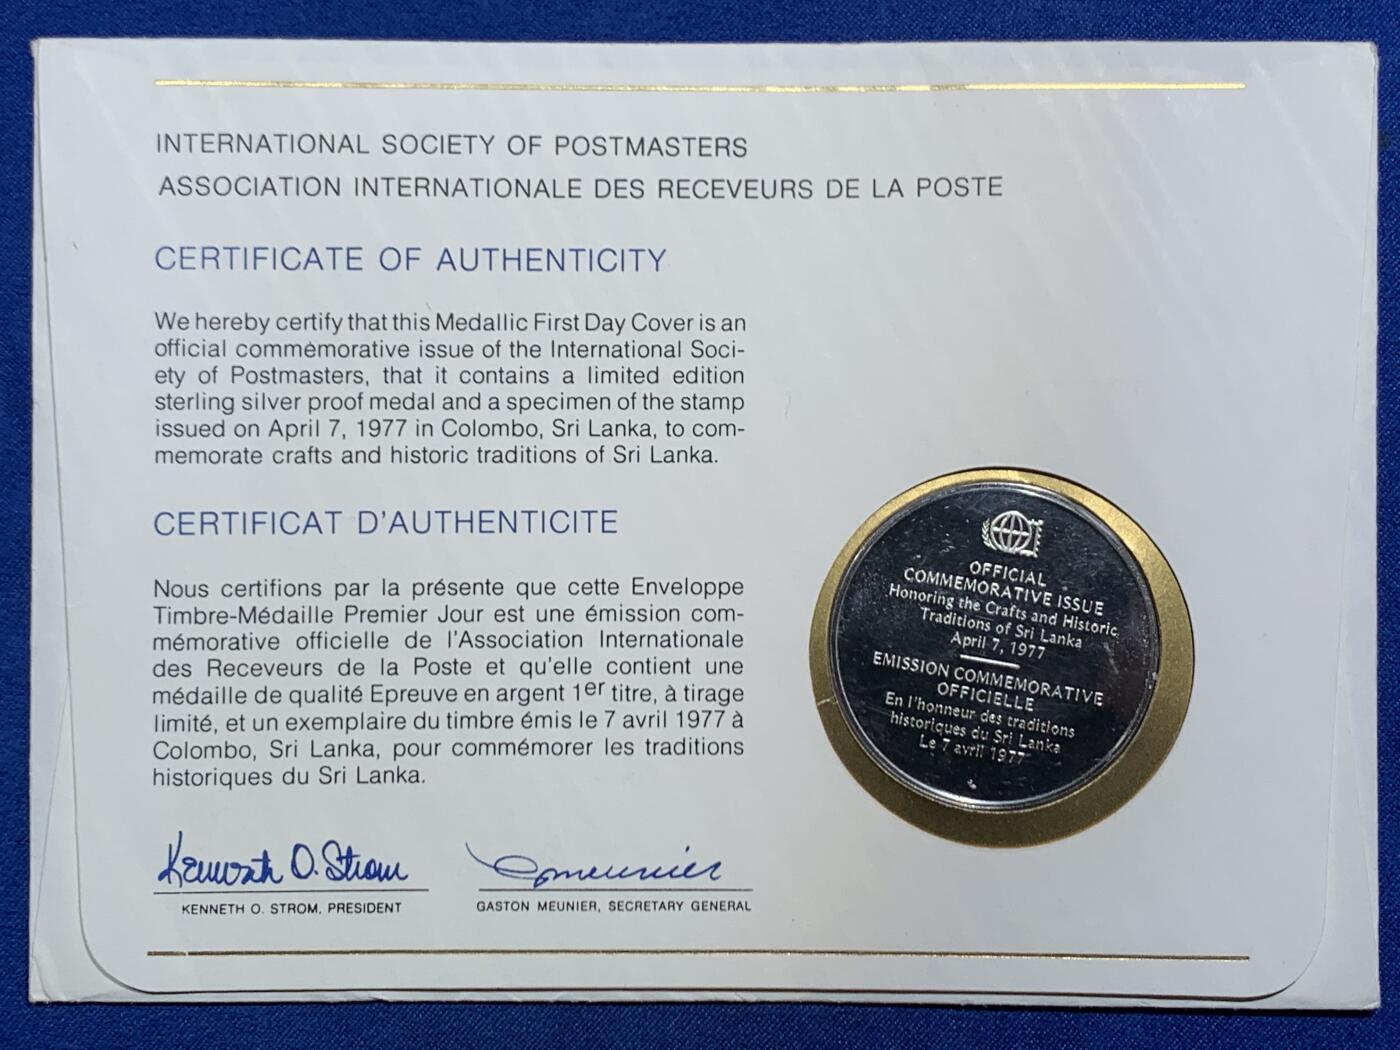 INTERNATIONAL SOCIETY OF POSTMASTERS
ASSOCIATION INTERNATIONALE DES RECEVEURS DE LA POSTE
CERTIFICATE OF AUTHENTICITY
We hereby certify that this Medallic First Day Cover is an
official commemorative issue of the International Soci-
ety of Postmasters, that it contains a limited edition
sterling silver proof medal and a specimen of the stamp
issued on April 7, 1977 in Colombo, Sri Lanka, to com-
memorate crafts and historic traditions of Sri Lanka.
CERTIFICAT D'AUTHENTICITE
Nous certifions par la présente que cette Enveloppe
Timbre-Médaille Premier Jour est une émission com-
mémorative officielle de l'Association Internationale
des Receveurs de la Poste et qu'elle contient une
médaille de qualité Epreuve en argent 1er titre, à tirage
limité, et un exemplaire du timbre émis le 7 avril 1977 à
Colombo, Sri Lanka, pour commémorer les traditions
historiques du Sri Lanka.
Kenneth O. Strom
KENNETH O. STROM, PRESIDENT
GMeunier
GASTON MEUNIER, SECRETARY GENERAL
OFFICIAL
COMMEMORATIVE ISSUE
Honoring the Crafts and Historic
Traditions of Sri Lanka
April 7, 1977
EMISSION COMMEMORATIVE
OFFICIELLE
En l'honneur des traditions
historiques du Sri Lanka
Le 7 avril 1977